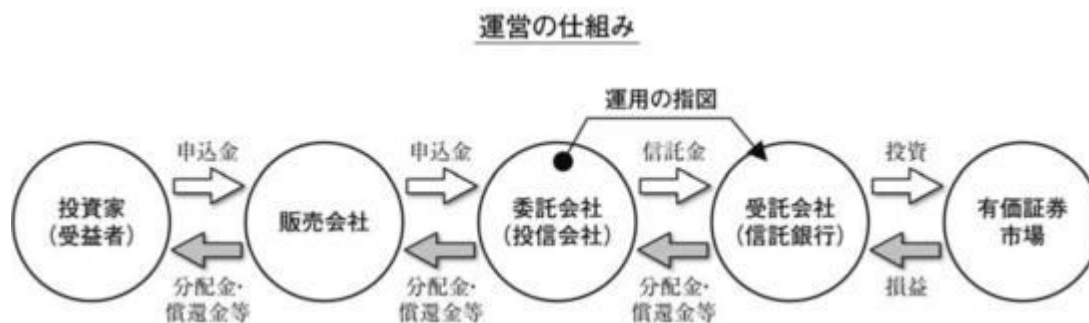 運営の仕組み
運用の指図
申込金
申込金
信託金
投資
投資家
（受益者）
販売会社
委託会社
（投信会社）
受託会社
（信託銀行）
有価証券
市場
分配金・
償還金等
分配金・
償還金等
分配金・
償還金等
損益